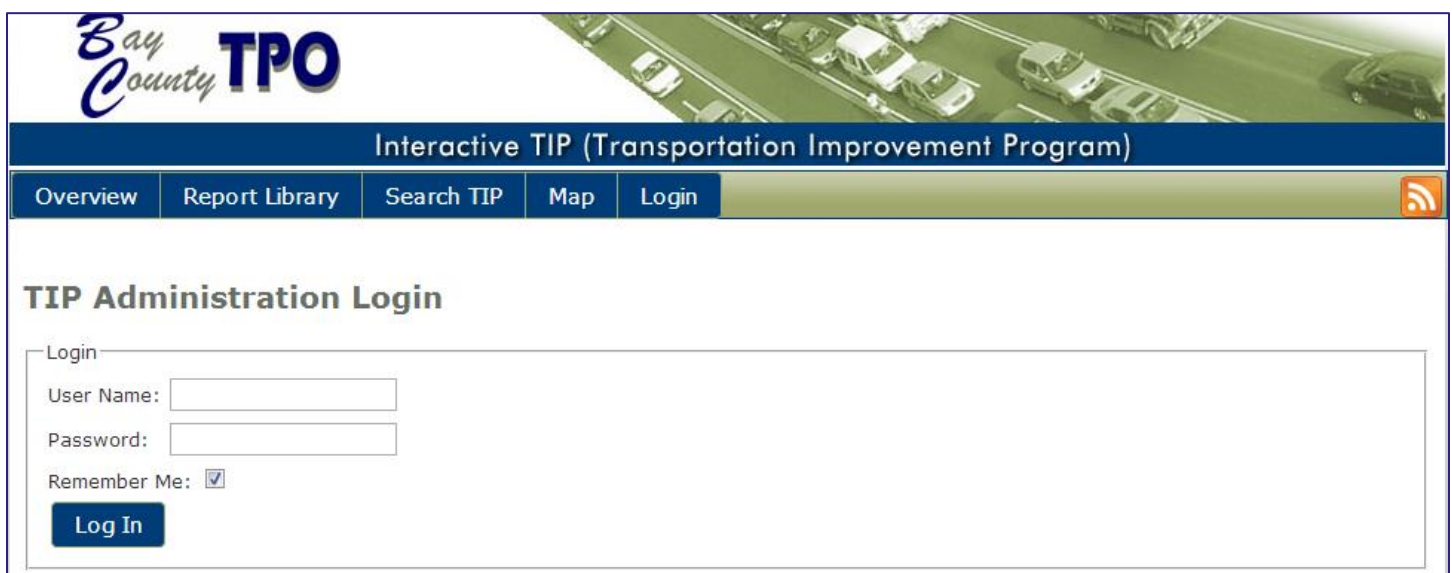 Bay
County TPO
Interactive TIP (Transportation Improvement Program)
Overview Report Library Search TIP Map Login
TIP Administration Login
Login
User Name:
Password:
Remember Me:
Log In